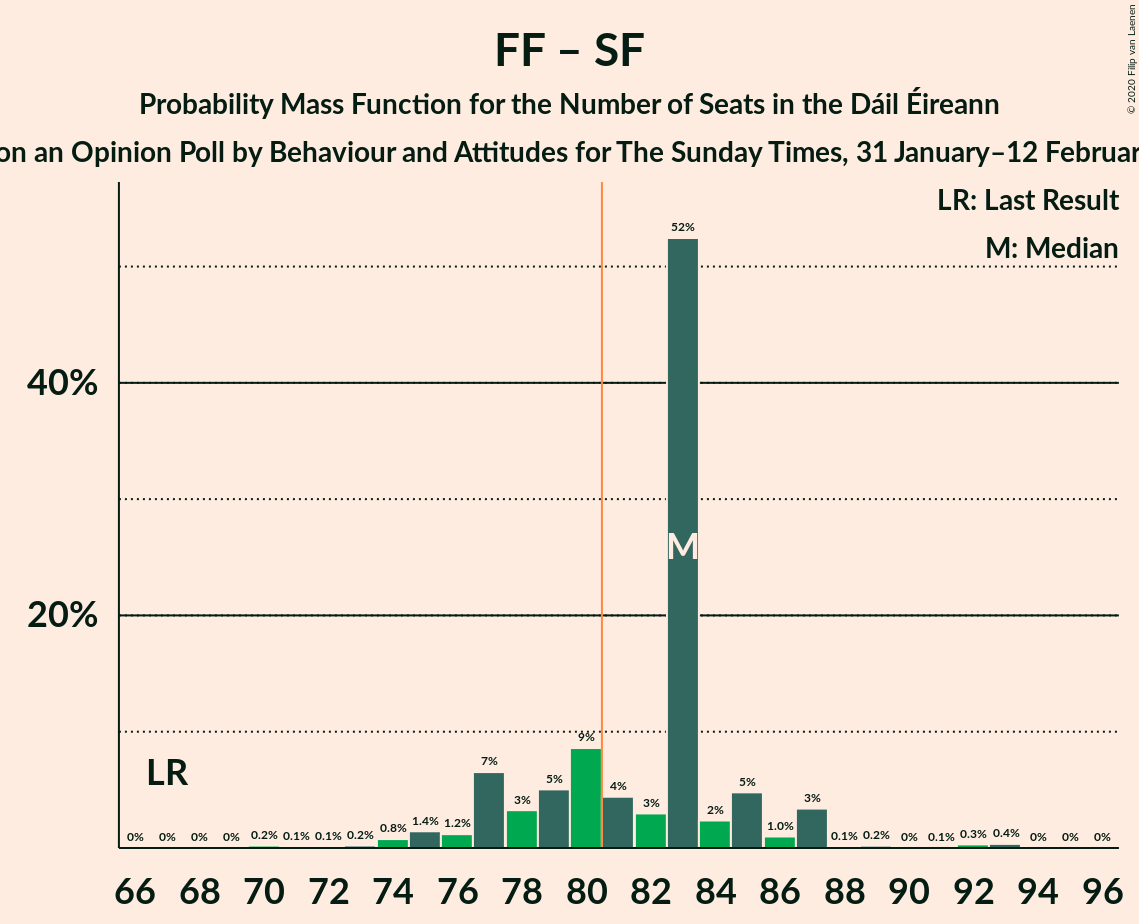 FF – SF
Probability Mass Function for the Number of Seats in the Dáil Éireann
on an Opinion Poll by Behaviour and Attitudes for The Sunday Times, 31 January–12 Februar
© 2020 Filip van Laenen
LR: Last Result
M: Median
52%
40%
M
20%
9%
LR
7%
5%
4%
5%
3%
3%
2%
3%
0% 0% 0% 0% 0.2% 0.1% 0.1% 0.2% 0.8% 1.4% 1.2% 1.0% 0.1% 0.2% 0% 0.1% 0.3% 0.4% 0% 0% 0%
66 68 70 72 74 76 78 80 82 84 86 88 90 92 94 96